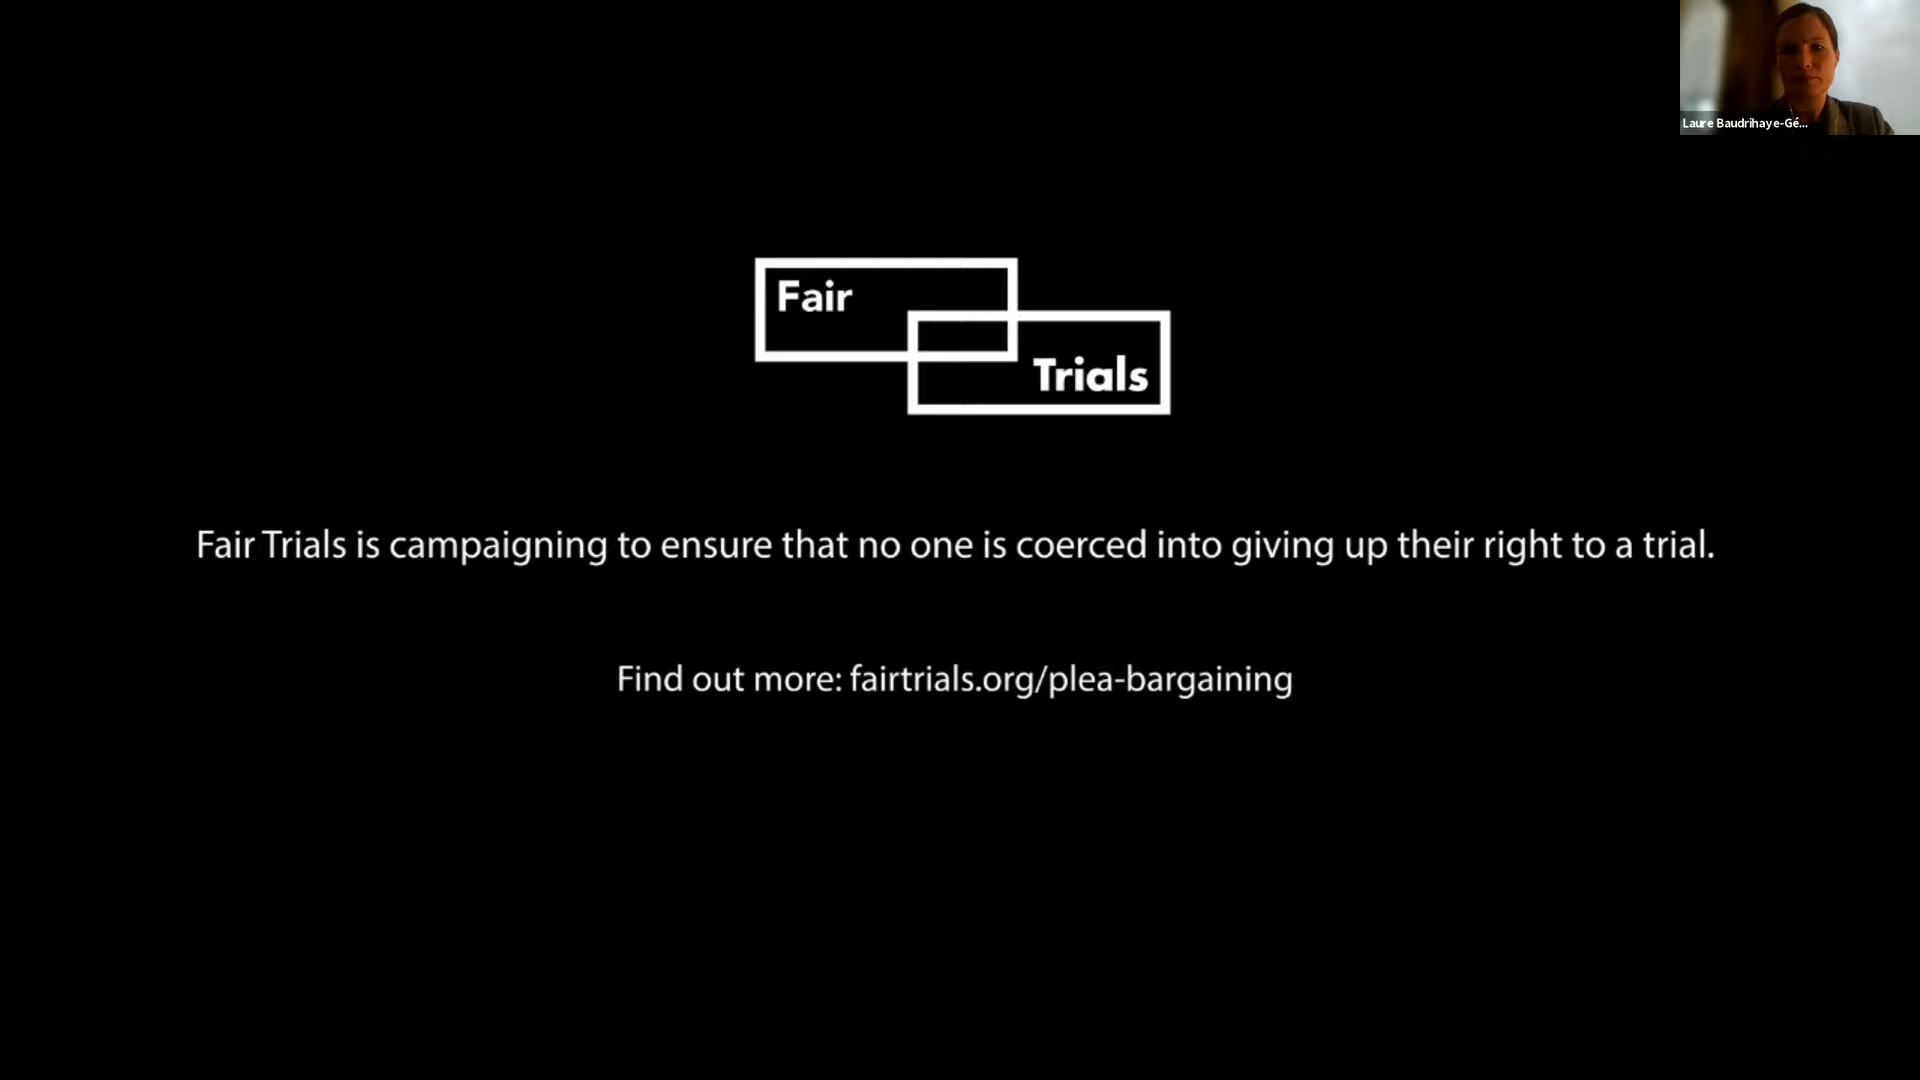 Laure Baudrihaye-Gé...
Fair
Trials
Fair Trials is campaigning to ensure that no one is coerced into giving up their right to a trial.
Find out more: fairtrials.org/plea-bargaining